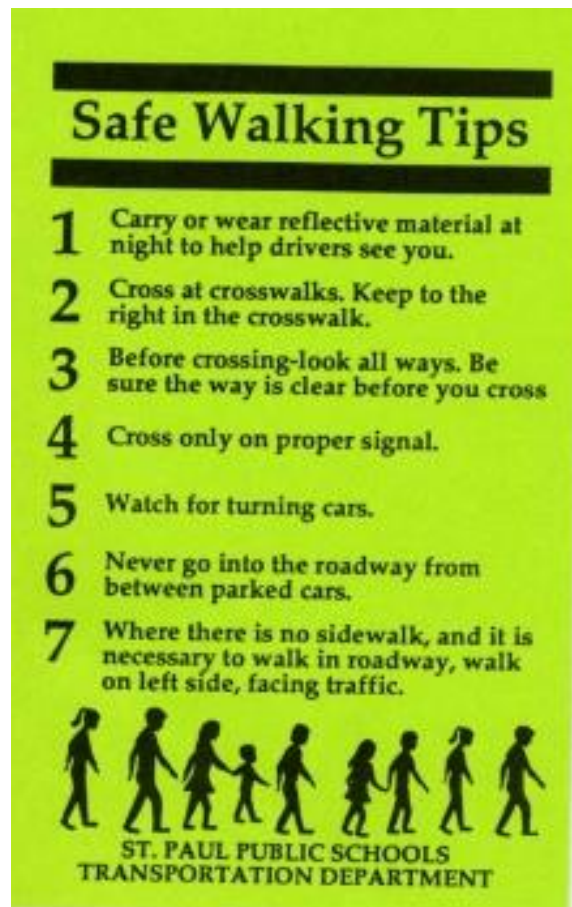 Safe Walking Tips
1 Carry or wear reflective material at
night to help drivers see you.
2 Cross at crosswalks. Keep to the
right in the crosswalk.
3 Before crossing-look all ways. Be
sure the way is clear before you cross
4 Cross only on proper signal.
5 Watch for turning cars.
6 Never go into the roadway from
between parked cars.
7 Where there is no sidewalk, and it is
necessary to walk in roadway, walk
on left side, facing traffic.
ST. PAUL PUBLIC SCHOOLS
TRANSPORTATION DEPARTMENT